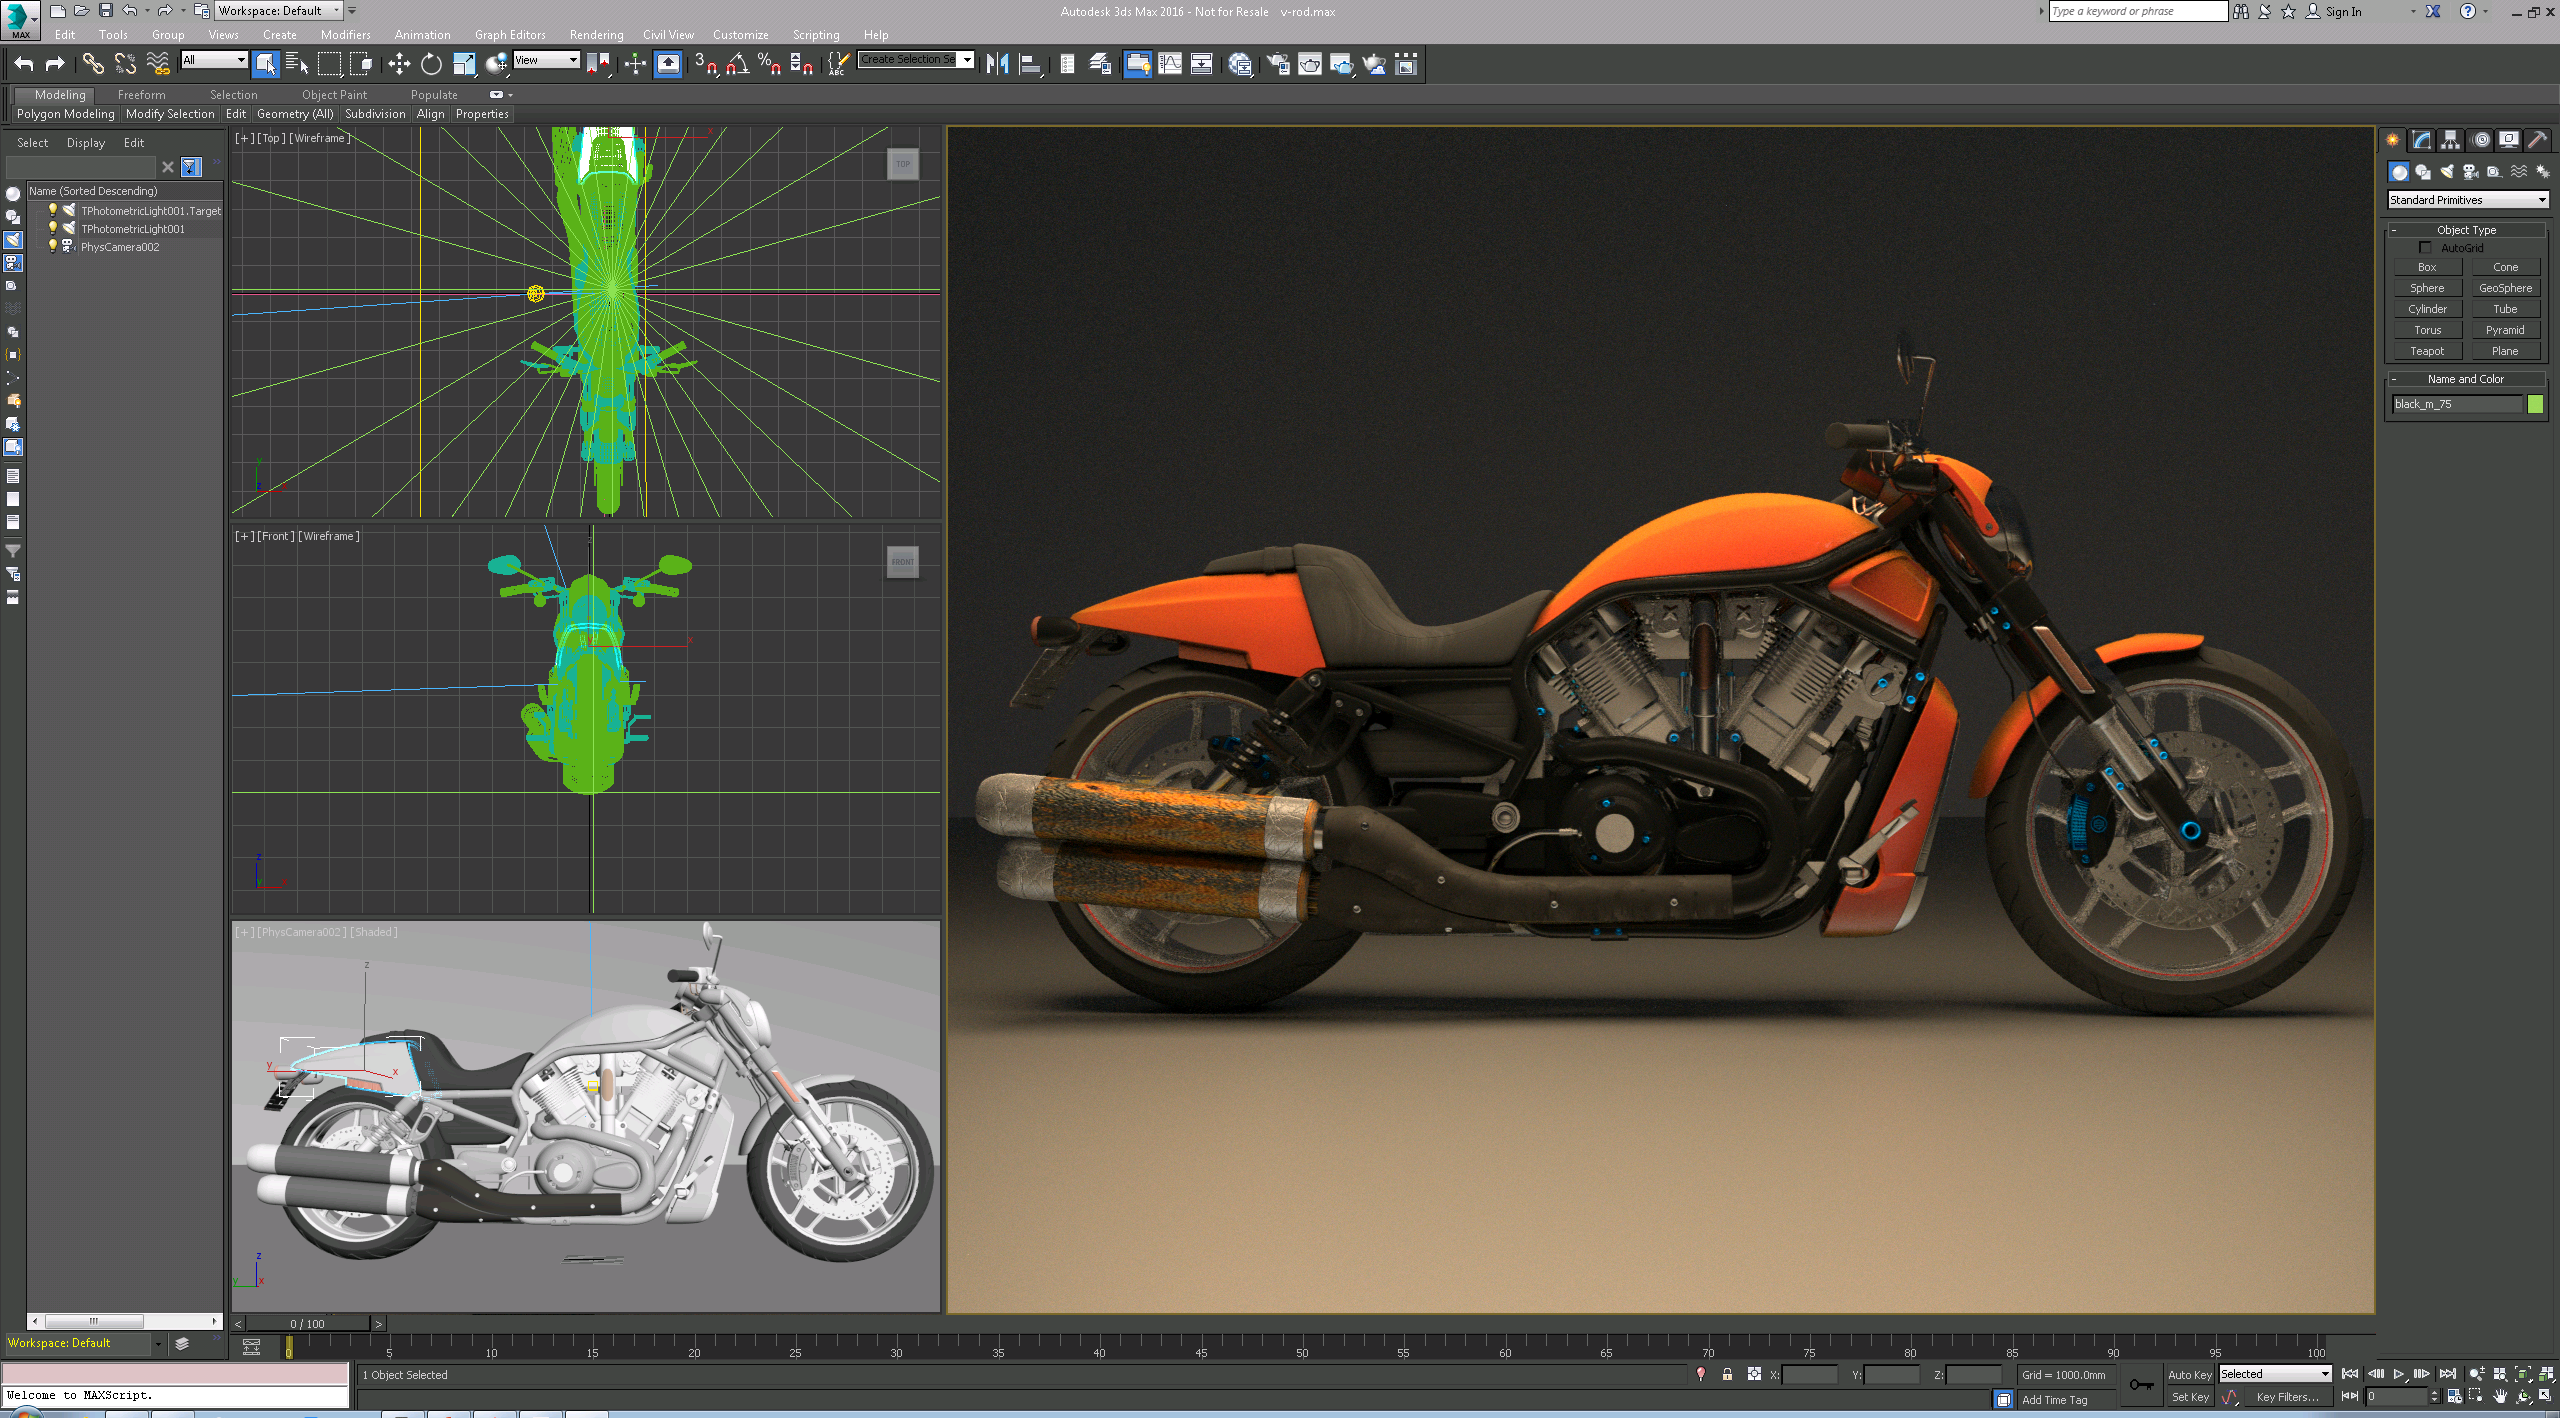 Workspace: Default
Autodesk 3ds Max 2016 - Not for Resale v-rod.max
Type a keyword or phrase
Sign In
MAX
Edit Tools Group Views Create Modifiers Animation Graph Editors Rendering Civil View Customize Scripting Help
All
View
3
ABC
Create Selection Se
Modeling Freeform Selection Object Paint Populate
Polygon Modeling Modify Selection Edit Geometry (All) Subdivision Align Properties
Select Display Edit
Name (Sorted Descending)
TPhotometricLight001.Target
TPhotometricLight001
PhysCamera002
[+] [Top] [Wireframe]
TOP
x
y
[+] [Front] [Wireframe]
FRONT
z
x
z
[+] [PhysCamera002] [Shaded]
z
y
x
z
y
x
Standard Primitives
- Object Type
AutoGrid
Box Cone
Sphere GeoSphere
Cylinder Tube
Torus Pyramid
Teapot Plane
- Name and Color
black_m_75
< 0 / 100 >
Workspace: Default
0 5 10 15 20 25 30 35 40 45 50 55 60 65 70 75 80 85 90 95 100
1 Object Selected
X: Y: Z: Grid = 1000.0mm
Auto Key Selected
Welcome to MAXScript.
Add Time Tag
Set Key Key Filters...
0